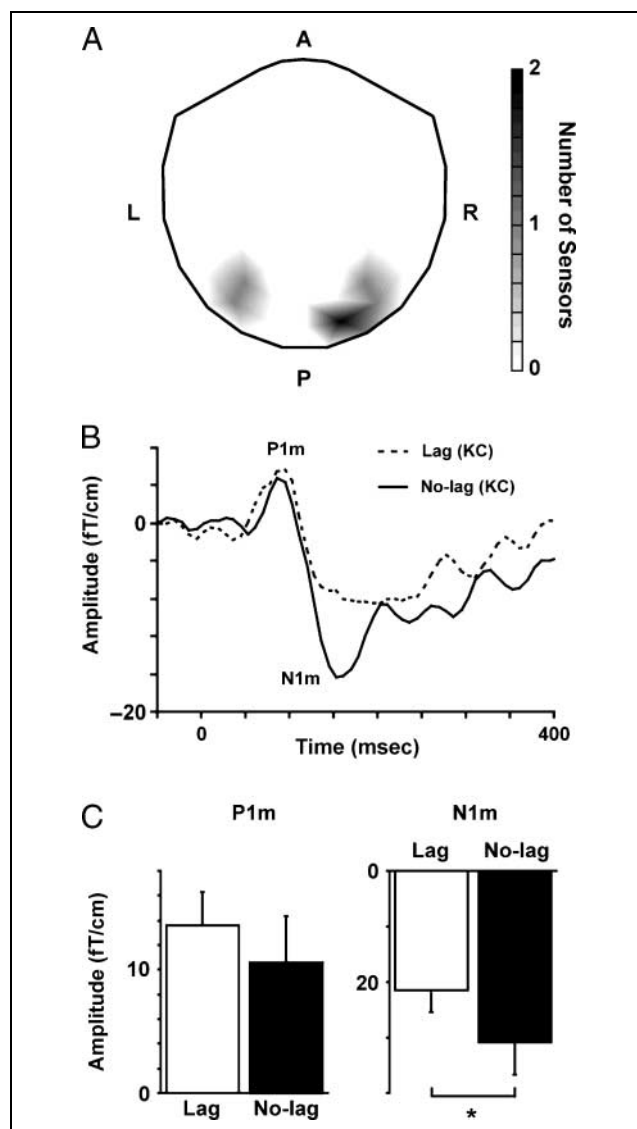 A
A
2
L
R
1
Number of Sensors
0
P
B
P1m
Lag (KC)
No-lag (KC)
0
Amplitude (fT/cm)
N1m
–20
0
Time (msec)
400
C
P1m
N1m
Lag
No-lag
0
Amplitude (fT/cm)
10
20
0
Lag
No-lag
*